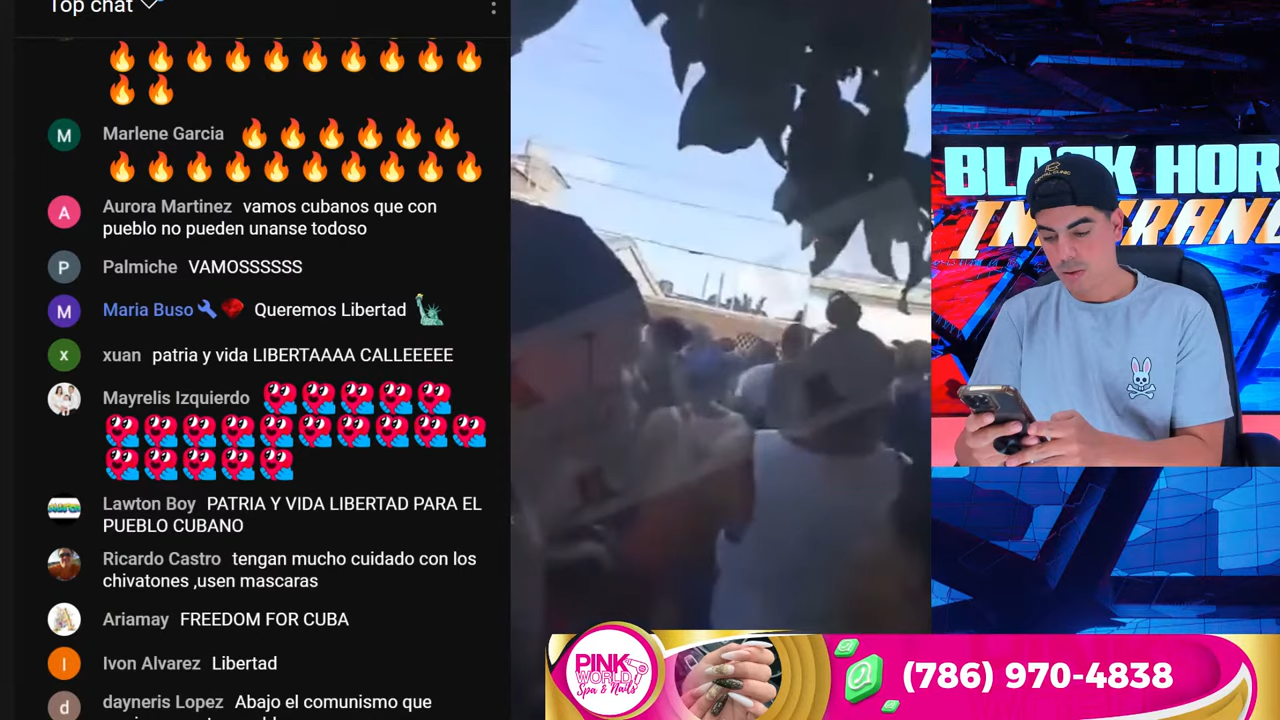 Top chat
Marlene Garcia
Aurora Martinez vamos cubanos que con
pueblo no pueden unanse todoso
Palmiche VAMOSSSSSS
Maria Buso Queremos Libertad
xuan patria y vida LIBERTAAAA CALLEEEEE
Mayrelis Izquierdo
Lawton Boy PATRIA Y VIDA LIBERTAD PARA EL
PUEBLO CUBANO
Ricardo Castro tengan mucho cuidado con los
chivatones ,usen mascaras
Ariamay FREEDOM FOR CUBA
Ivon Alvarez Libertad
dayneris Lopez Abajo el comunismo que
M
A
P
M
x
I
d
BLACK HOR
PINK
WORLD
Spa & Nails
(786) 970-4838